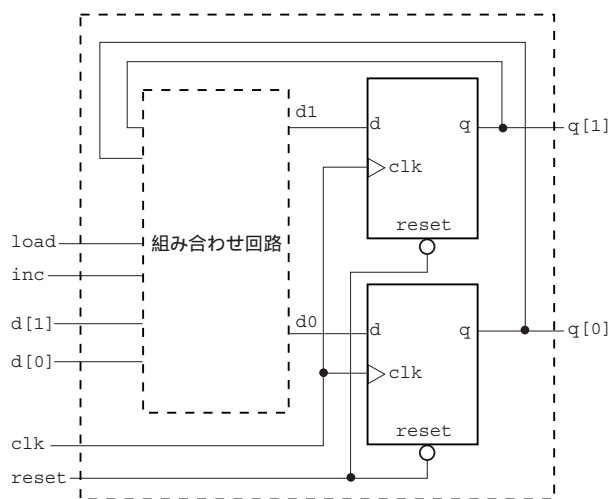 d1
d
q
q[1]
clk
reset
load
組み合わせ回路
inc
d[1]
d0
d
q
q[0]
d[0]
clk
reset
clk
reset